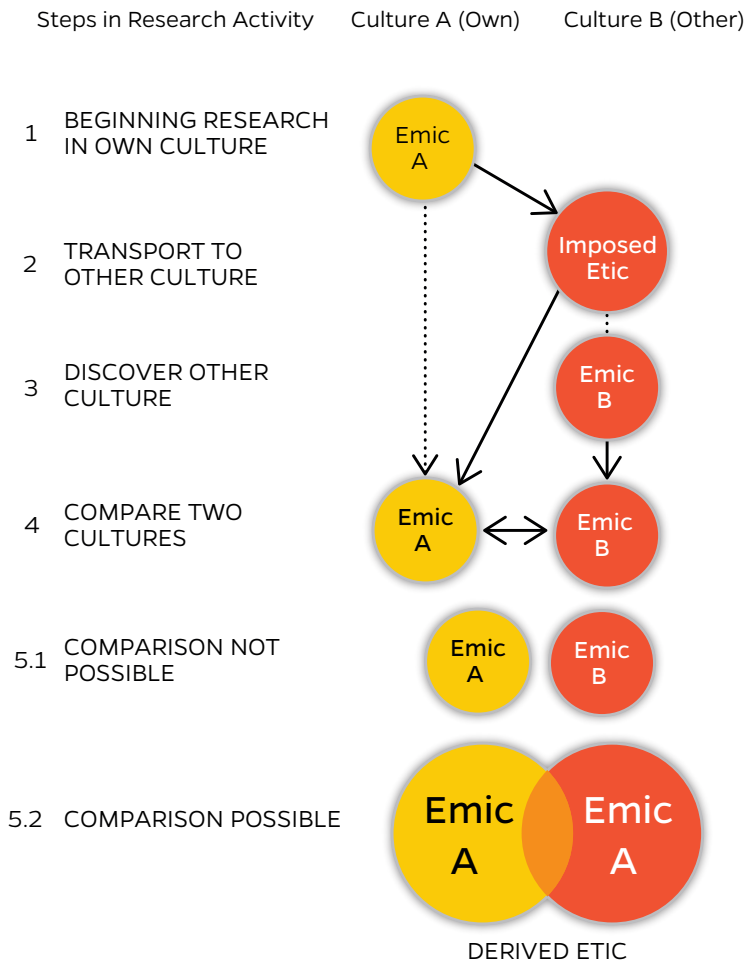 Steps in Research Activity Culture A (Own) Culture B (Other)
1 BEGINNING RESEARCH
IN OWN CULTURE
Emic
A
2 TRANSPORT TO
OTHER CULTURE
Imposed
Etic
3 DISCOVER OTHER
CULTURE
Emic
B
4 COMPARE TWO
CULTURES
Emic
A
Emic
B
5.1 COMPARISON NOT
POSSIBLE
Emic
A
Emic
B
5.2 COMPARISON POSSIBLE
Emic
A
Emic
A
DERIVED ETIC